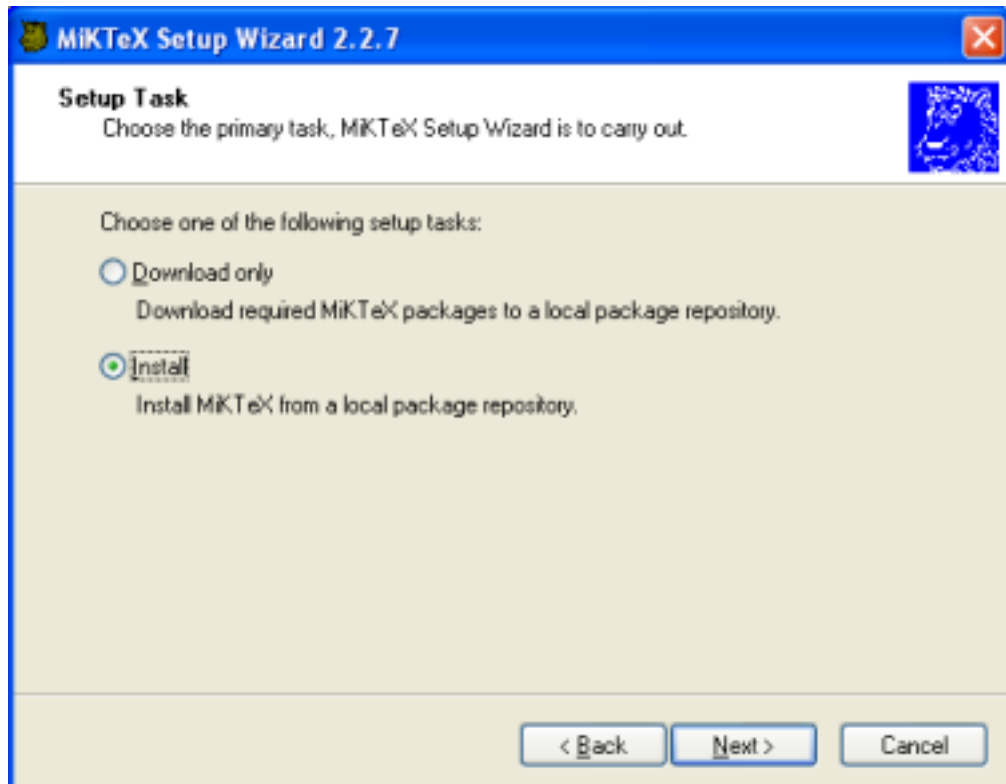 MiKTeX Setup Wizard 2.2.7
Setup Task
Choose the primary task, MiKTeX Setup Wizard is to carry out.
Choose one of the following setup tasks:
Download only
Download required MiKTeX packages to a local package repository.
Install
Install MiKTeX from a local package repository.
< Back Next > Cancel